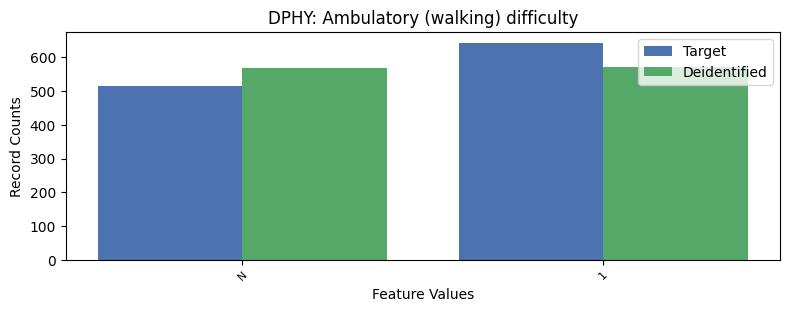 DPHY: Ambulatory (walking) difficulty
Record Counts
600
500
400
300
200
100
0
Target
Deidentified
N
1
Feature Values